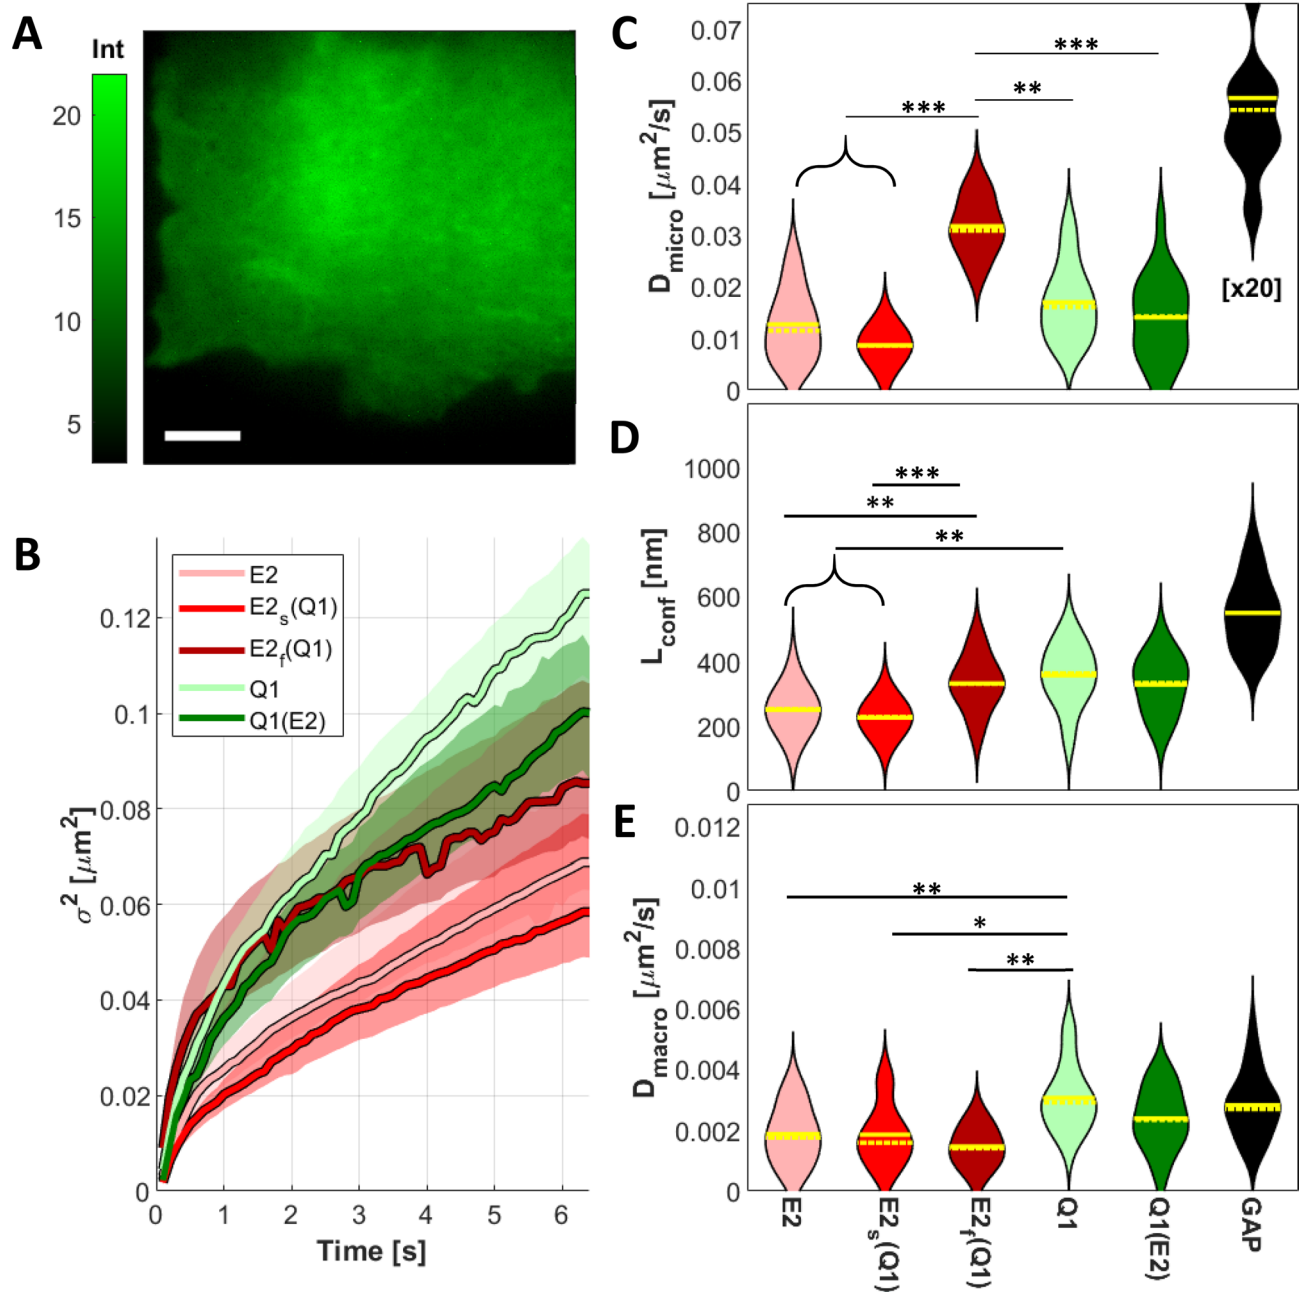 A
Int
20
15
10
5
B
E2
E2s(Q1)
E2f(Q1)
Q1
Q1(E2)
0.12
0.1
0.08
0.06
0.04
0.02
0
σ2 [μm2]
0 1 2 3 4 5 6
Time [s]
C
0.07
0.06
0.05
0.04
0.03
0.02
0.01
0
Dmicro [μm2/s]
***
**
***
[x20]
D
1000
800
600
400
200
0
Lconf [nm]
***
**
**
E
0.012
0.01
0.008
0.006
0.004
0.002
0
Dmacro [μm2/s]
**
*
**
E2
E2s(Q1)
E2f(Q1)
Q1
Q1(E2)
GAP